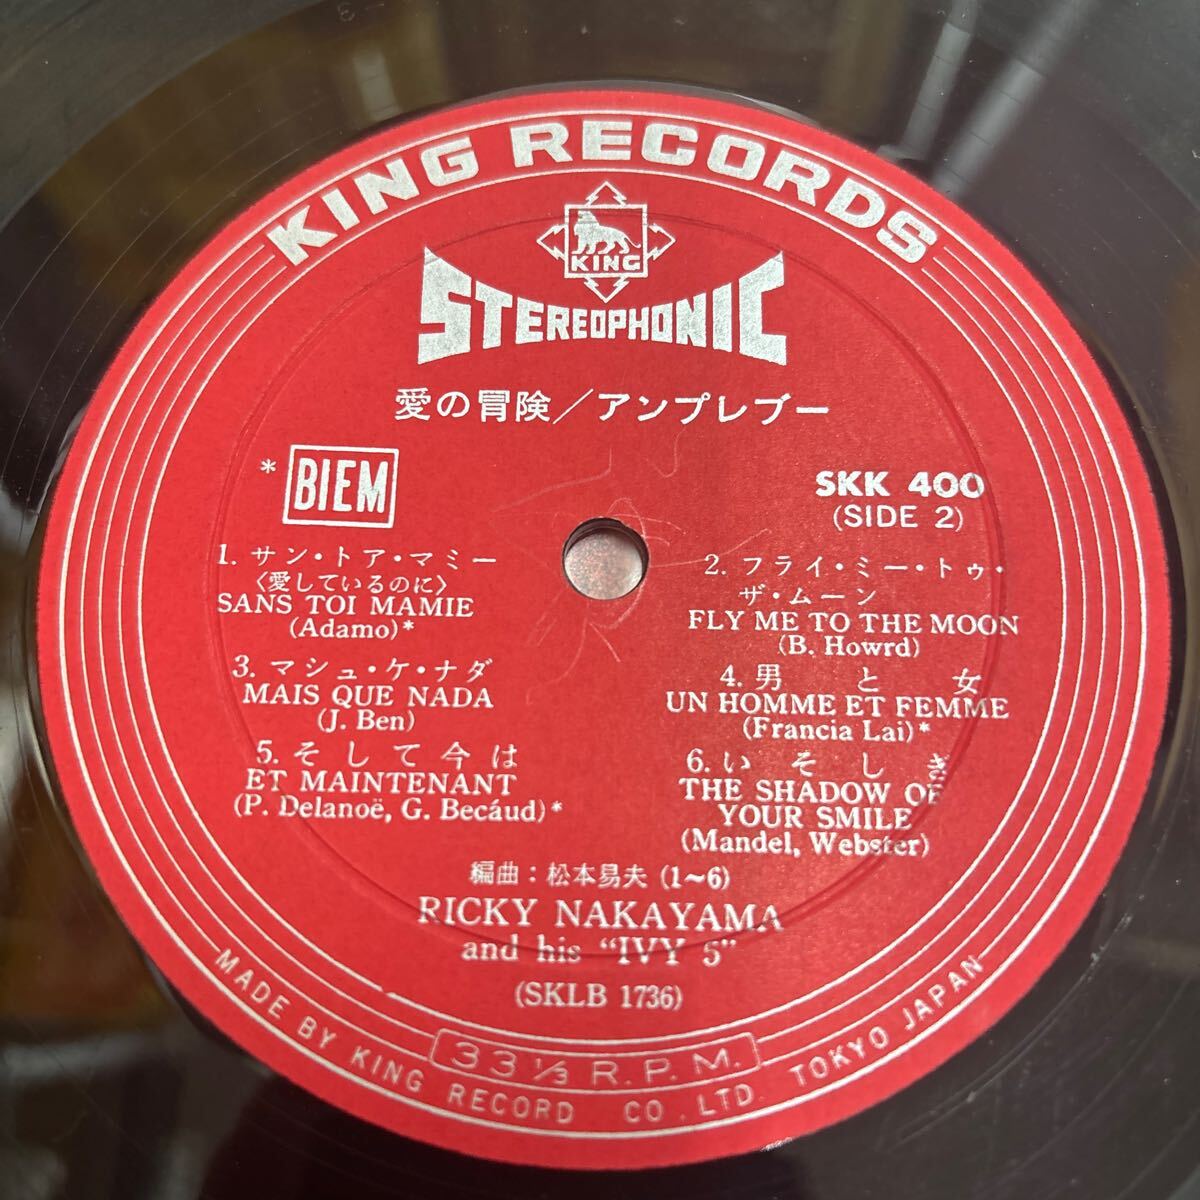 KING RECORDS
KING
STEREOPHONIC
愛の冒険/アンプレブー
* BIEM
SKK 400
(SIDE 2)
1. サン・トア・マミー
〈愛しているのに〉
SANS TOI MAMIE
(Adamo)*
2. フライ・ミー・トゥ・
ザ・ムーン
FLY ME TO THE MOON
(B. Howrd)
3. マシュ・ケ・ナダ
MAIS QUE NADA
(J. Ben)
4. 男と女
UN HOMME ET FEMME
(Francia Lai)*
5. そして今は
ET MAINTENANT
(P. Delanoë, G. Becáud)*
6. いそしぎ
THE SHADOW OF
YOUR SMILE
(Mandel, Webster)
編曲:松本易夫 (1~6)
RICKY NAKAYAMA
and his "IVY 5"
(SKLB 1736)
33 1/3 R.P.M.
MADE BY KING RECORD CO.,LTD. TOKYO JAPAN